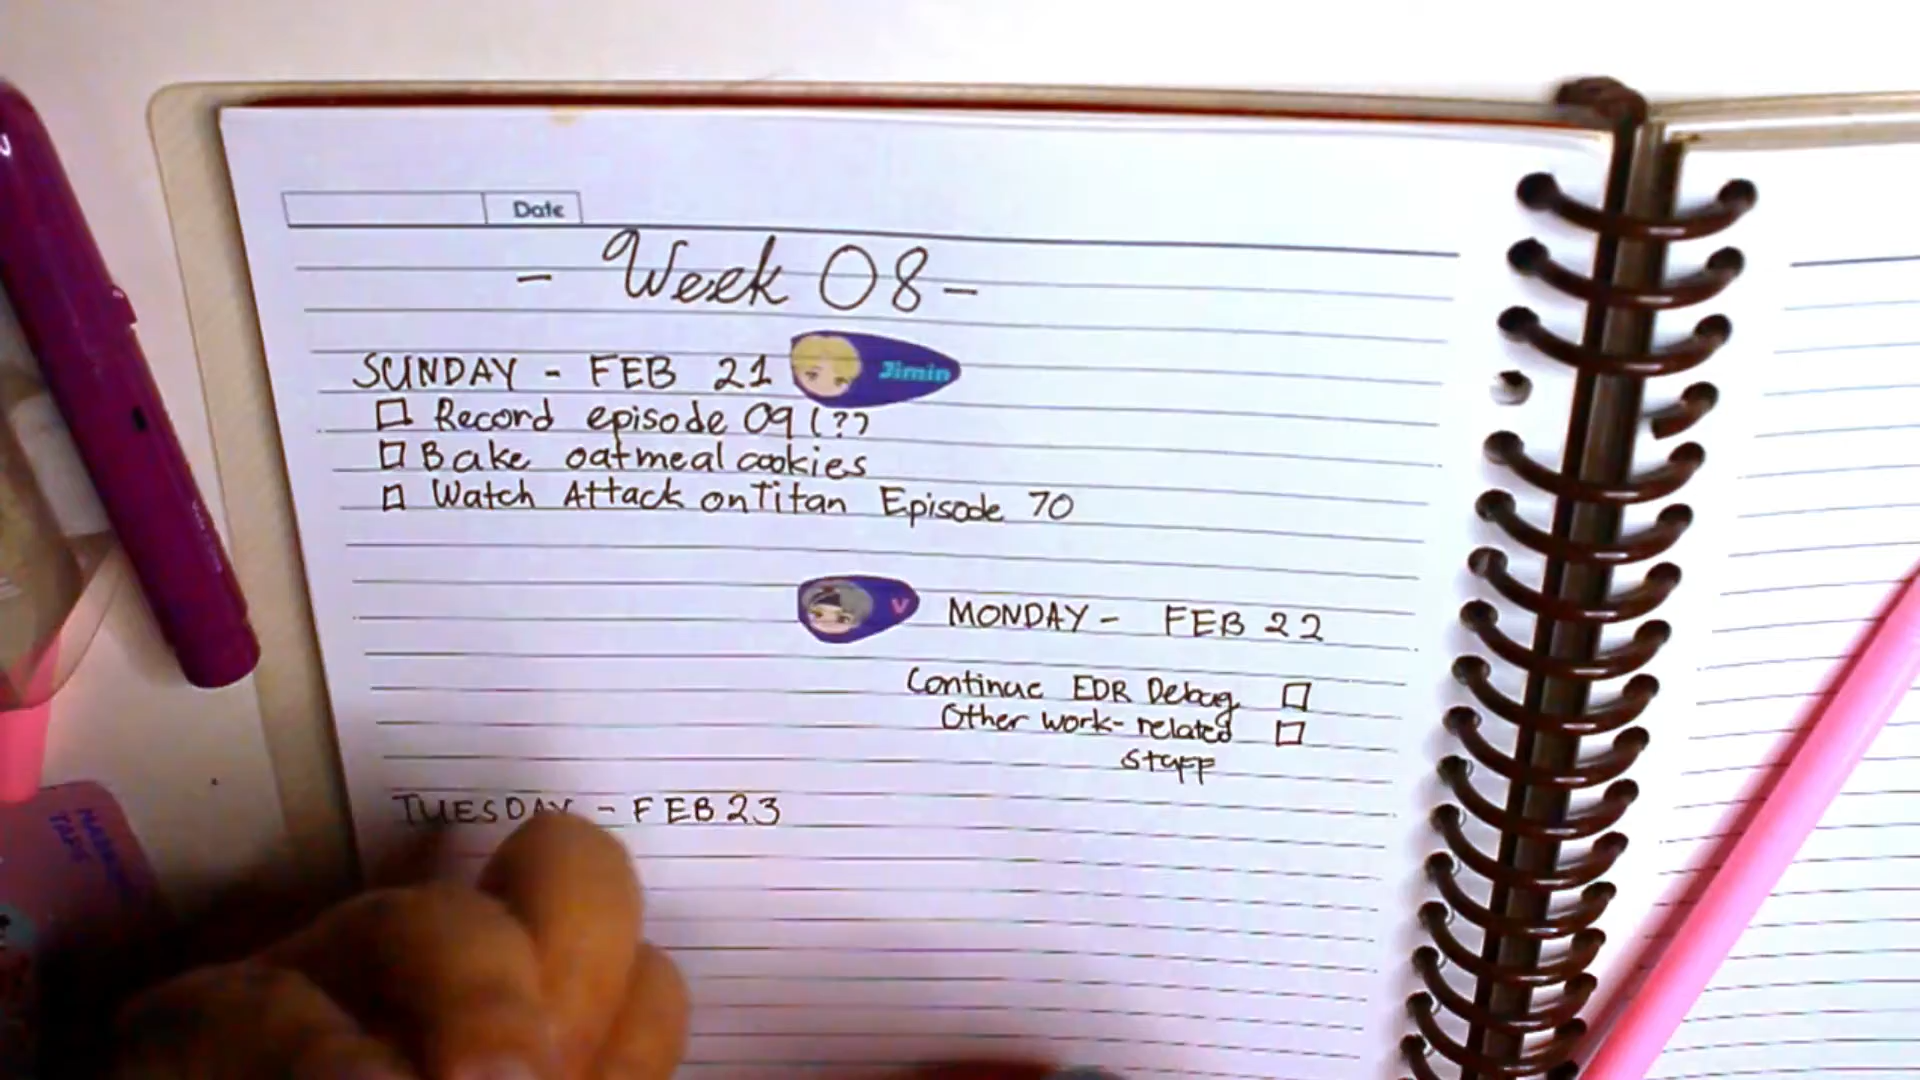 Date
- Week 08 -
SUNDAY - FEB 21
Jimin
Record episode 09 (??)
Bake oatmeal cookies
Watch Attack on Titan Episode 70
V
MONDAY - FEB 22
Continue EDR Debug
Other work-related
stuff
TUESDAY - FEB 23